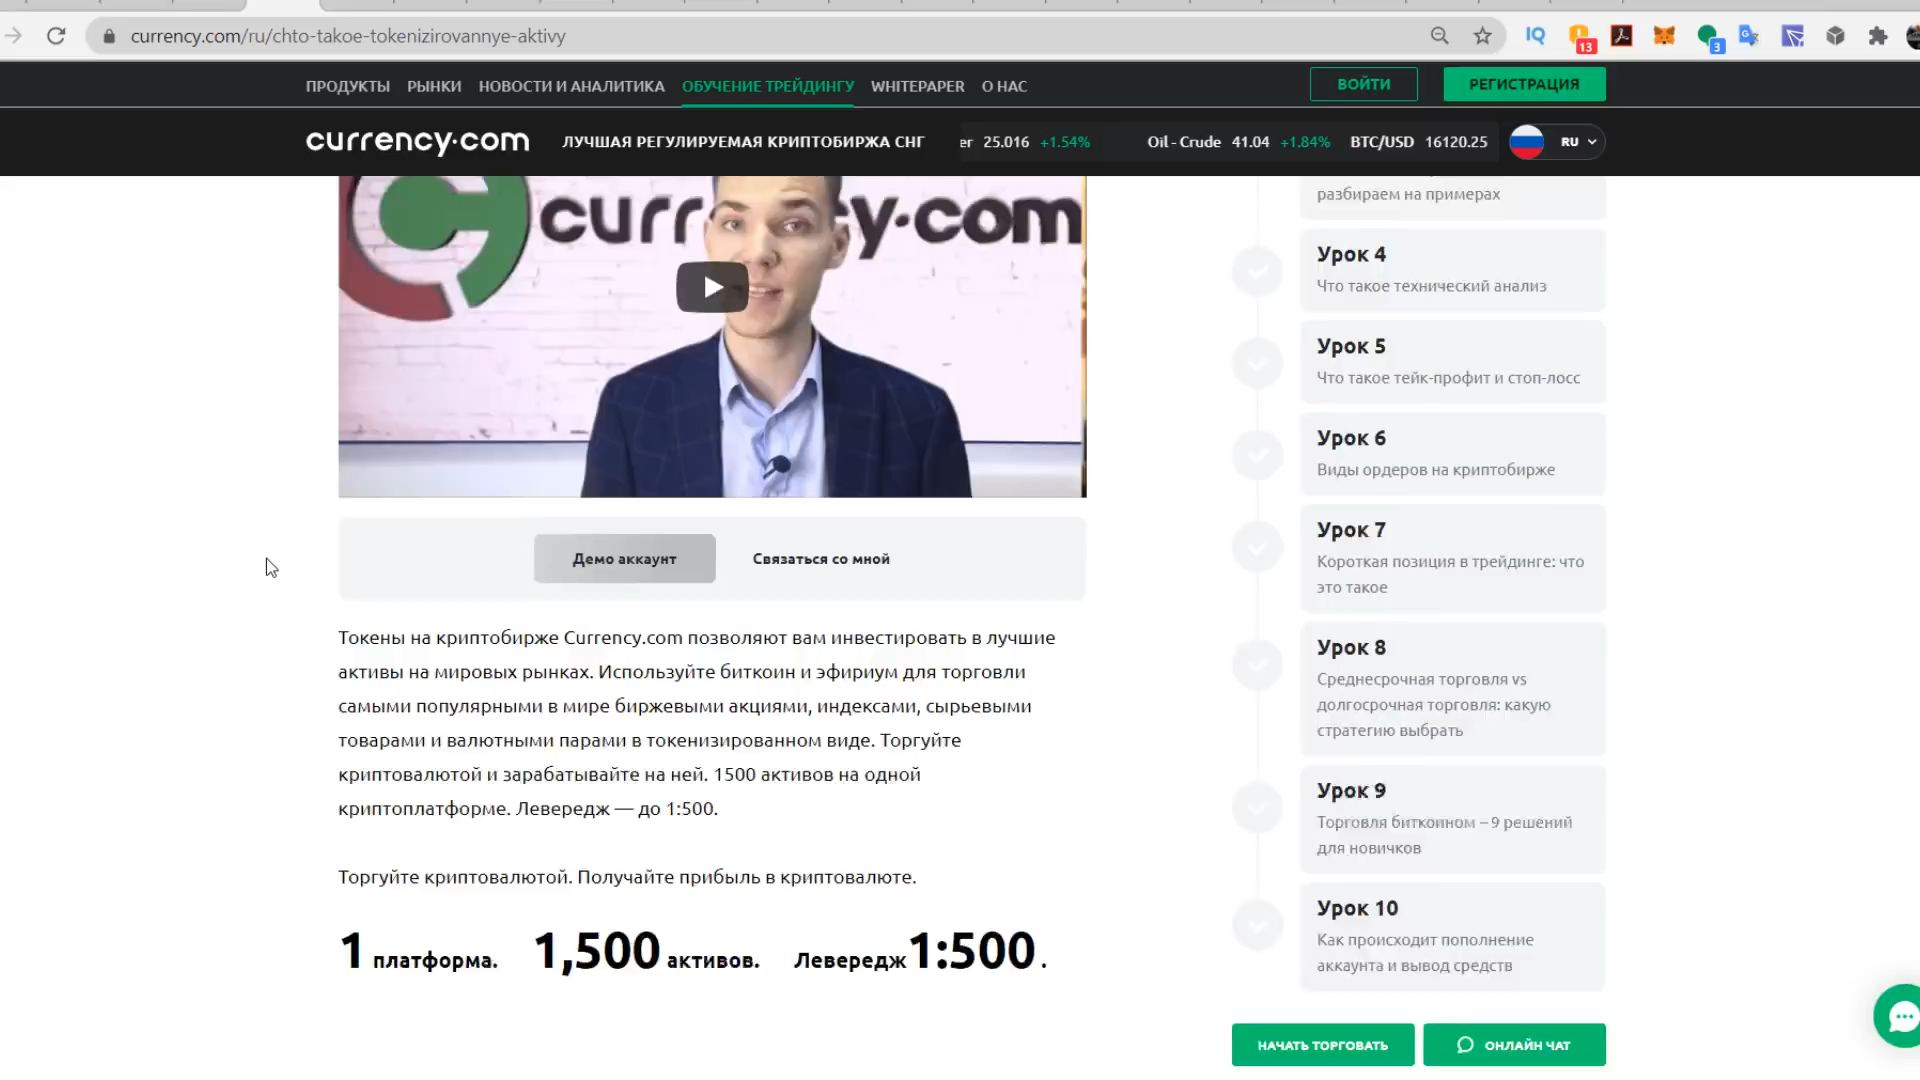 currency.com/ru/chto-takoe-tokenizirovannye-aktivy
IQ
13
3
ПРОДУКТЫ РЫНКИ НОВОСТИ И АНАЛИТИКА ОБУЧЕНИЕ ТРЕЙДИНГУ WHITEPAPER О НАС
ВОЙТИ
РЕГИСТРАЦИЯ
currency.com
ЛУЧШАЯ РЕГУЛИРУЕМАЯ КРИПТОБИРЖА СНГ
er 25.016 +1.54% Oil - Crude 41.04 +1.84% BTC/USD 16120.25
RU
разбираем на примерах
Урок 4
Что такое технический анализ
Урок 5
Что такое тейк-профит и стоп-лосс
Урок 6
Виды ордеров на криптобирже
Урок 7
Короткая позиция в трейдинге: что
это такое
Урок 8
Среднесрочная торговля vs
долгосрочная торговля: какую
стратегию выбрать
Урок 9
Торговля биткоином – 9 решений
для новичков
Урок 10
Как происходит пополнение
аккаунта и вывод средств
НАЧАТЬ ТОРГОВАТЬ
ОНЛАЙН ЧАТ
curr y.com
Демо аккаунт
Связаться со мной
Токены на криптобирже Currency.com позволяют вам инвестировать в лучшие
активы на мировых рынках. Используйте биткоин и эфириум для торговли
самыми популярными в мире биржевыми акциями, индексами, сырьевыми
товарами и валютными парами в токенизированном виде. Торгуйте
криптовалютой и зарабатывайте на ней. 1500 активов на одной
криптоплатформе. Левередж — до 1:500.
Торгуйте криптовалютой. Получайте прибыль в криптовалюте.
1 платформа. 1,500 активов. Левередж 1:500 .